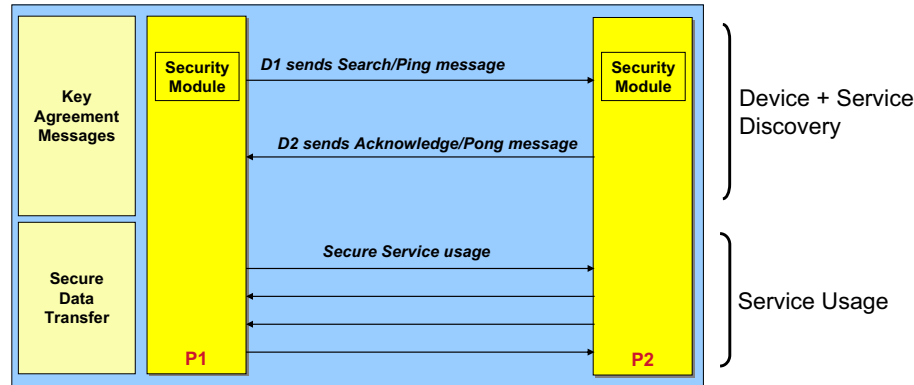 Key
Agreement
Messages
Security
Module
D1 sends Search/Ping message
Security
Module
D2 sends Acknowledge/Pong message
Device + Service
Discovery
Secure
Data
Transfer
Secure Service usage
Service Usage
P1
P2